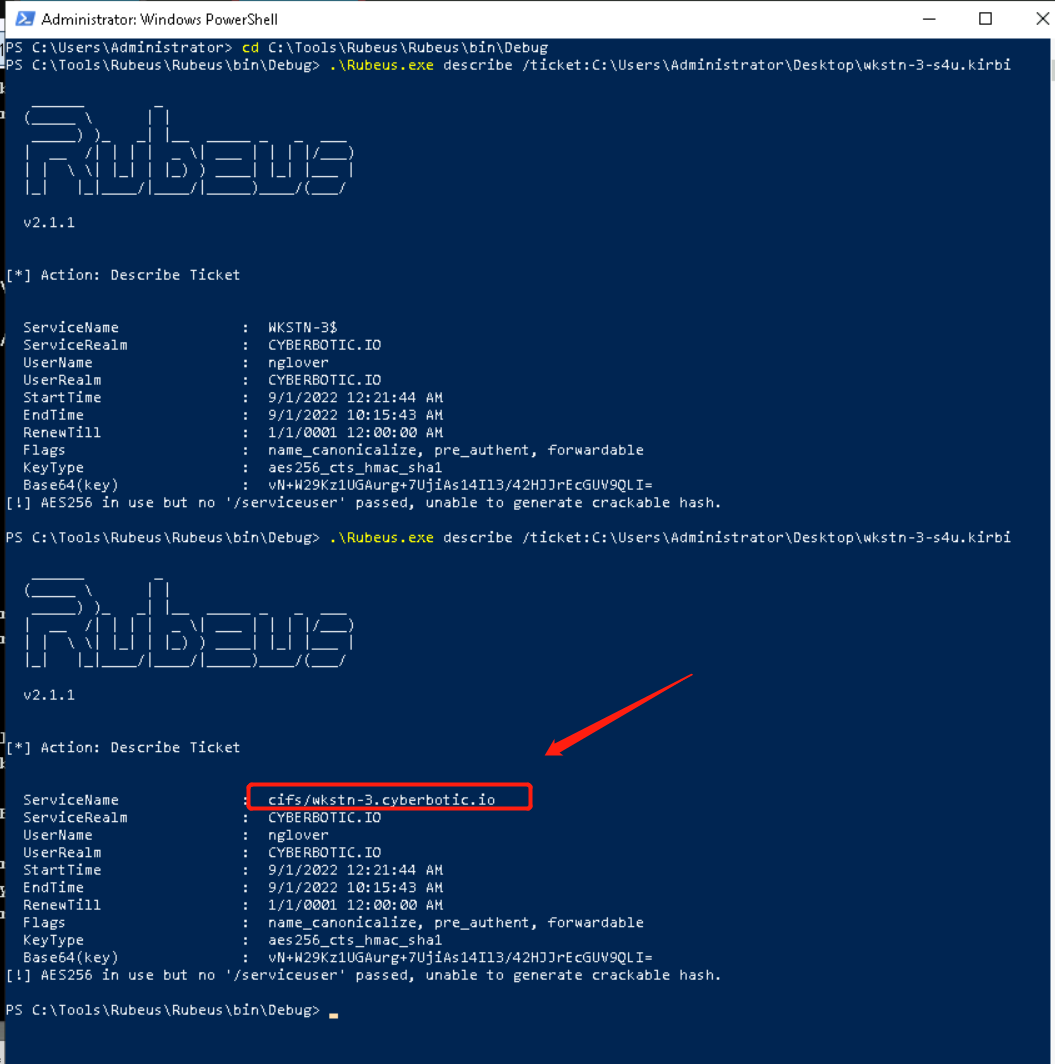 Administrator: Windows PowerShell
PS C:\Users\Administrator> cd C:\Tools\Rubeus\Rubeus\bin\Debug
PS C:\Tools\Rubeus\Rubeus\bin\Debug> .\Rubeus.exe describe /ticket:C:\Users\Administrator\Desktop\wkstn-3-s4u.kirbi
Rubeus
v2.1.1
[*] Action: Describe Ticket
ServiceName : WKSTN-3$
ServiceRealm : CYBERBOTIC.IO
UserName : nglover
UserRealm : CYBERBOTIC.IO
StartTime : 9/1/2022 12:21:44 AM
EndTime : 9/1/2022 10:15:43 AM
RenewTill : 1/1/0001 12:00:00 AM
Flags : name_canonicalize, pre_authent, forwardable
KeyType : aes256_cts_hmac_sha1
Base64(key) : vN+W29Kz1UGAurg+7UjiAs14Il3/42HJJrEcGUV9QLI=
[!] AES256 in use but no '/serviceuser' passed, unable to generate crackable hash.
PS C:\Tools\Rubeus\Rubeus\bin\Debug> .\Rubeus.exe describe /ticket:C:\Users\Administrator\Desktop\wkstn-3-s4u.kirbi
Rubeus
v2.1.1
[*] Action: Describe Ticket
ServiceName : cifs/wkstn-3.cyberbotic.io
ServiceRealm : CYBERBOTIC.IO
UserName : nglover
UserRealm : CYBERBOTIC.IO
StartTime : 9/1/2022 12:21:44 AM
EndTime : 9/1/2022 10:15:43 AM
RenewTill : 1/1/0001 12:00:00 AM
Flags : name_canonicalize, pre_authent, forwardable
KeyType : aes256_cts_hmac_sha1
Base64(key) : vN+W29Kz1UGAurg+7UjiAs14Il3/42HJJrEcGUV9QLI=
[!] AES256 in use but no '/serviceuser' passed, unable to generate crackable hash.
PS C:\Tools\Rubeus\Rubeus\bin\Debug>